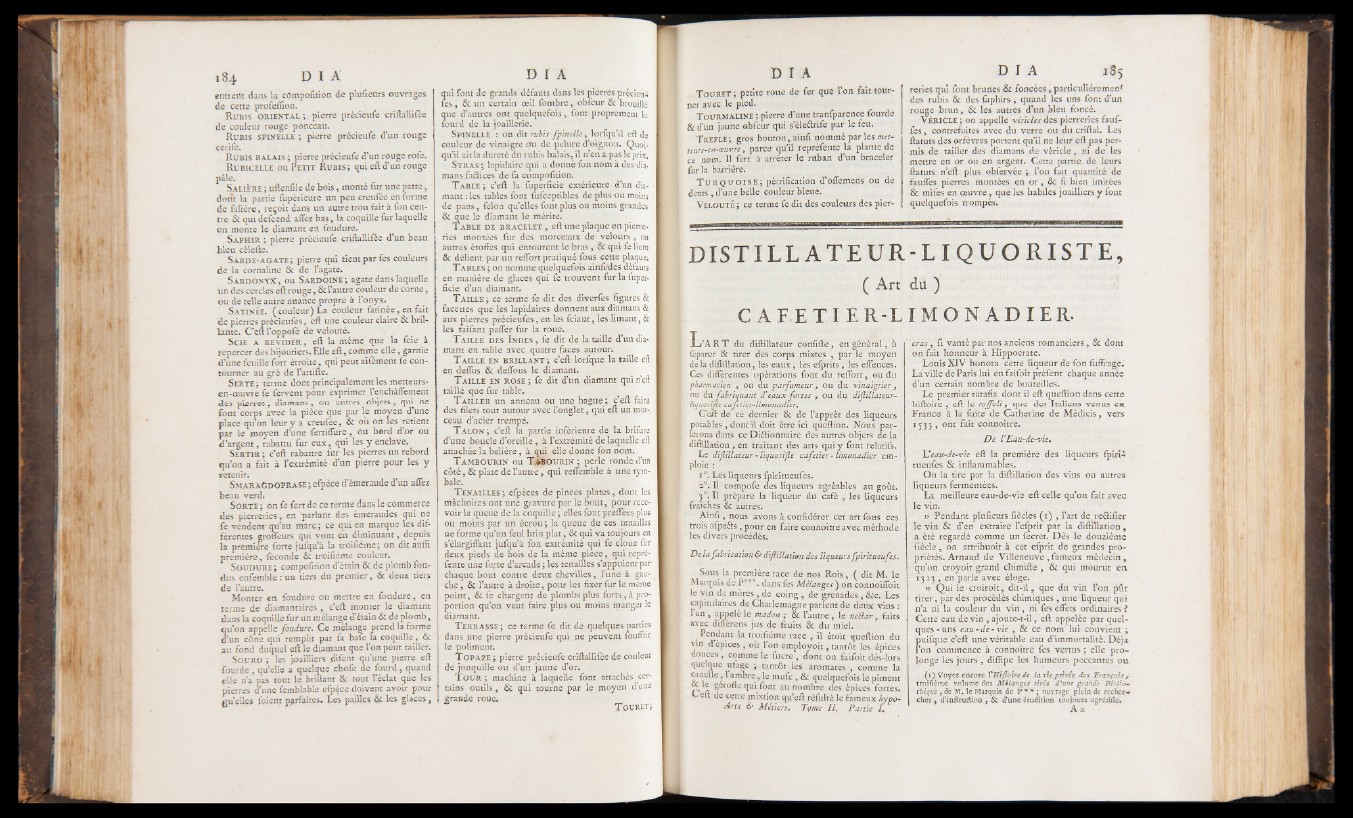 184 D I A
entrent dans la composition de plusieurs ouvrages
de cette profession.
RUBIS ORIENTAL ; pierre précieuse cristallisée
de couleur rouge ponceau.
RUBIS SPINELLE ; pierre précieuse d'un rouge
cerise.
RUBIS BALAIS ; pierre précieuse d'un rouge rose.
RUBICELLE ou PETIT RUBIS ; qui est d'un rouge
pâle.
SALIÈRE ; ustensile de bois, monté sur une patte,
dont la partie supérieure un peu creusée en forme
de salière, reçoit dans un autre trou fait à son cen-
tre & qui descend assez bas, la coquille sur laquelle
on monte le diamant en soudure.
SAPHIR ; pierre précieuse cristallisée d'un beau
bleu céleste.
SARDE-AGATE ; pierre qui tient par ses couleurs
de la cornaline & de l'agate.
SARDONYX, ou SARDOINE ; agate dans laquelle
un des cercles est rouge, & l'autre couleur de corne,
ou de telle autre nuance propre à l'onyx.
SATINÉE. (couleur) La couleur satinée, en fait
de pierres précieuses, est une couleur claire & bril-
lante. C'est l'opposé de velouté.
SCIE A REVIDER, est la même que la scie à
repercer des bijoutiers. Elle est, comme elle, garnie
d'une feuille fort étroite, qui peut aisément se con-
tourner au gré de l'artiste.
SERTE ; terme dont principalement les metteurs-
en-œuvre se servent pour exprimer l'enchâssement
des pierres, diamans, ou autres objets, qui ne
font corps avec la pièce que par le moyen d'une
place qu'on leur y a creusée, & où on les retient
par le moyen d'une sertissure, ou bord d'or ou
d'argent, rabattu sur eux, qui les y enclave.
SERTIR ; c'est rabattre sur les pierres un rebord
qu'on a fait à l'extrémité d'un pierre pour les y
retenir.
SMARAGDOPRASE ; espèce d'émeraude d'un assez
beau verd.
SORTE ; on se sert de ce terme dans le commerce
des pierreries, en parlant des émeraudes qui ne
se vendent qu'au marc ; ce qui en marque les dif-
férentes grosseurs qui vont en diminuant, depuis
la première sorte jusqu'à la troisième ; on dit aussi
première, seconde & troisième couleur.
SOUDURE ; composition d'étain & de plomb fon-
dus ensemble : un tiers du premier, & deux tiers
de l'autre.
Monter en soudure ou mettre en soudure, en
terme de diamantaires, c'est monter le diamant
dans la coquille sur un mélange d'étain & de plomb,
qu'on appelle soudure. Ce mélange prend la forme
d'un cône qui remplit par sa base la coquille, &
au fond duquel est le diamant que l'on peut tailler.
SOURD ; les joailliers disent qu'une pierre est
sourde, qu'elle a quelque chose de sourd, quand
elle n'a pas tout le brillant & tout l'éclat que les
pierres d'une semblable espèce doivent avoir pour
qu'elles soient parfaites. Les pailles & les glaces,
D I A
qui sont de grands défauts dans les pierres précieu-
ses, & un certain œil sombre, obscur & brouillé
que d'autres ont quelquefois, sont proprement le
sourd de la joaillerie.
SPINELLE : on dit rubis spinelle, lorsqu'il est de
couleur de vinaigre ou de pelure d'oignon. Quoi-
qu'il ait la dureté du rubis balais, il n'en a pas le prix.
STRAS ; lapidaire qui a donné son nom à des dia-
mans factices de sa composition.
TABLE ; c'est la superficie extérieure d'un dia-
mant : les tables sont susceptibles de plus ou moins
de pans, selon qu'elles sont plus ou moins grandes
& que le diamant le mérite.
TABLE DE BRACELET, est une plaque en pierre-
ries montées sur des morceaux de velours, ou
autres étoffes qui entourent le bras, & qui se lient
& délient par un ressort pratiqué sous cette plaque.
TABLES ; on nomme quelquefois ainsi des défauts
en manière de glaces qui se trouvent sur la super-
ficie d'un diamant.
TAILLE ; ce terme se dit des diverses figures &
facettes que les lapidaires donnent aux diamans &
aux pierres précieuses, en les sciant, les limant, &
les faisant passer sur la roue.
TAILLE DES INDES, se dit de la taille d'un dia-
mant en table avec quatre faces autour.
TAILLE EN BRILLANT ; c'est lorsque la taille est
en dessus & dessous de la même manière.
TAILLE EN ROSE ; se dit d'un diamant qui n'est
taillé que sur table.
TAILLER un anneau ou une bague ; c'est faire
des filets tout autour avec l'onglet, qui est un mor-
ceau d'acier trempé.
TALON ; c'est la partie inférieure de la brisure
d'une boucle d'oreille, à l'extrémité de laquelle est
attachée la belière, à qui elle donne son nom.
TAMBOURIN ou TABOURIN ; perle ronde d'un
côté, & plate de l'autre, qui ressemble à une tym-
bale.
TENAILLES ; espèces de pinces plates, dont les
mâchoires ont une gravure par le bout, pour rece-
voir la queue de la coquille ; elles sont pressées plus
ou moins par un écrou ; la queue de ces tenailles
ne forme qu'un seul bris plat, & qui va toujours en
s'élargissant jusqu'à son extrémité qui se cloue sur
deux pieds de bois de la même pièce, qui repré-
sente une sorte d'arcade ; les tenailles s'appuient par
chaque bout contre deux chevilles, l'une à gau-
che, & l'autre à droite, pour les fixer sur le même
point, & se chargent de plombs plus forts, à pro-
portion qu'on veut faire plus ou moins manger le
diamant.
TERRASSE ; ce terme se dit de quelques parties
dans une pierre précieuse qui ne peuvent souffrir
le poliment.
TOPAZE ; pierre précieuse cristallisée de couleur
de jonquille ou d'un jaune d'or.
TOUR ; machine à laquelle sont attachés cer-
tains outils, & qui tourne par le moyen d'une
grande roue.
TOURET ;
D I A
TOURET ; petite roue de fer que l'on fait tour-
ner avec le pied.
TOURMALINE ; pierre d'une transparence sourde
& d'un jaune obscur qui s'électrise par le feu.
TREFLE ; gros bouton, ainsi nommé par les met-
teurs-en-œuvre, parce qu'il représente la plante de
ce nom. Il sert à arrêter le ruban d'un bracelet
sur la barrière.
TURQUOISE ; pétrification d'ossemens ou de
dents, d'une belle couleur bleue.
VELOUTÉ ; ce terme se dit des couleurs des pier-
D I A 185
reries qui sont brunes & foncées, particulièrement
des rubis & des saphirs, quand les uns sont d'un
rouge brun, & les autres d'un bleu foncé.
VÉRICLE ; on appelle véricles des pierreries faus-
ses, contrefaites avec du verre ou du cristal. Les
statuts des orfévres portent qu'il ne leur est pas per-
mis de tailler des diamans de véricle, ni de les
mettre en or ou en argent. Cette partie de leurs
statuts n'est plus observée ; l'on fait quantité de
fausses pierres montées en or, & si bien imitées
& mises en œuvre, que les habiles joailliers y sont
quelquefois trompés.
DISTILLATEUR-LIQUORISTE,
( Art du )
CAFETIER-LIMONADIER.
L'ART du distillateur consiste, en général, à
séparer & tirer des corps mixtes, par le moyen
de la distillation, les eaux, les esprits, les essences.
Ces différentes opérations sont du ressort, ou du
pharmacien, ou du parfumeur, ou du vinaigrier,
ou du fabriquant d'eaux fortes, ou du distillateur-
liquoriste cafetier-limonadier.
C'est de ce dernier & de l'apprêt des liqueurs
potables, dont il doit être ici question. Nous par-
lerons dans ce Dictionnaire des autres objets de la
distillation, en traitant des arts qui y sont relatifs.
Le distillateur-liquoriste cafetier-limonadier em-
ploie :
1°. Les liqueurs spiritueuses.
2°. Il compose des liqueurs agréables au goût.
3°. Il prépare la liqueur du café, les liqueurs
fraîches & autres.
Ainsi, nous avons à considérer cet art sous ces
trois aspects, pour en faire connoître avec méthode
les divers procédés.
De la fabrication & distillation des liqueurs spiritueuses.
Sous la première race de nos Rois, ( dit M. le
Marquis de P***. dans ses Mélanges ) on connoissoit
le vin de mûres, de coing, de grenades, &c. Les
capitulaires de Charlemagne parlent de deux vins :
l'un, appelé le madon ; & l'autre, le nectar, faits
avec différens jus de fruits & du miel.
Pendant la troisième race, il étoit question du
vin d'épices, où l'on employoit, tantôt les épices
douces, comme le sucre, dont on faisoit dès-lors
quelque usage, tantôt les aromates, comme la
canelle, l'ambre, le musc, & quelquefois le piment
& le gérofle qui sont au nombre des épices fortes.
C'est de cette mixtion qu'est résulté le fameux hypo-
Arts & Métiers. Tome II. Partie I.
cras, si vanté par nos anciens romanciers, & dont
on fait honneur à Hippocrate.
Louis XIV honora cette liqueur de son suffrage.
La ville de Paris lui en faisoit présent chaque année
d'un certain nombre de bouteilles.
Le premier ratafia dont il est question dans cette
histoire, est le rossoli, que des Italiens venus en
France à la suite de Catherine de Médicis, vers
1533, ont fait connoître.
De l'Eau-de-vie.
L'eau-de-vie est la première des liqueurs spiri-
tueuses & inflammables.
On la tire par la distillation des vins ou autres
liqueurs fermentées.
La meilleure eau-de-vie est celle qu'on fait avec
le vin.
» Pendant plusieurs siècles (1), l'art de rectifier
le vin & d'en extraire l'esprit par la distillation,
a été regardé comme un secret. Dès le douzième
siècle, on attribuoit à cet esprit de grandes pro-
priétés. Arnaud de Villeneuve, fameux médecin,
qu'on croyoit grand chimiste, & qui mourut en
1313, en parle avec éloge.
» Qui le croiroit, dit-il, que du vin l'on pût
tirer, par des procédés chimiques, une liqueur qui
n'a ni la couleur du vin, ni ses effets ordinaires ?
Cette eau de vin, ajoute-t-il, est appelée par quel-
ques-uns eau-de-vie, & ce nom lui convient ;
puisque c'est une véritable eau d'immortalité. Déja
l'on commence à connoître ses vertus ; elle pro-
longe les jours, dissipe les humeurs peccantes ou
(1) Voyez encore l'Histoire de la vie privée des François,
troisième volume des Mélanges tirés d'une grande Biblio-
thèque, de M. le Marquis de P** ; ouvrage plein de recher-
ches, d'instruction, & d'une érudition toujours agréable.
A a